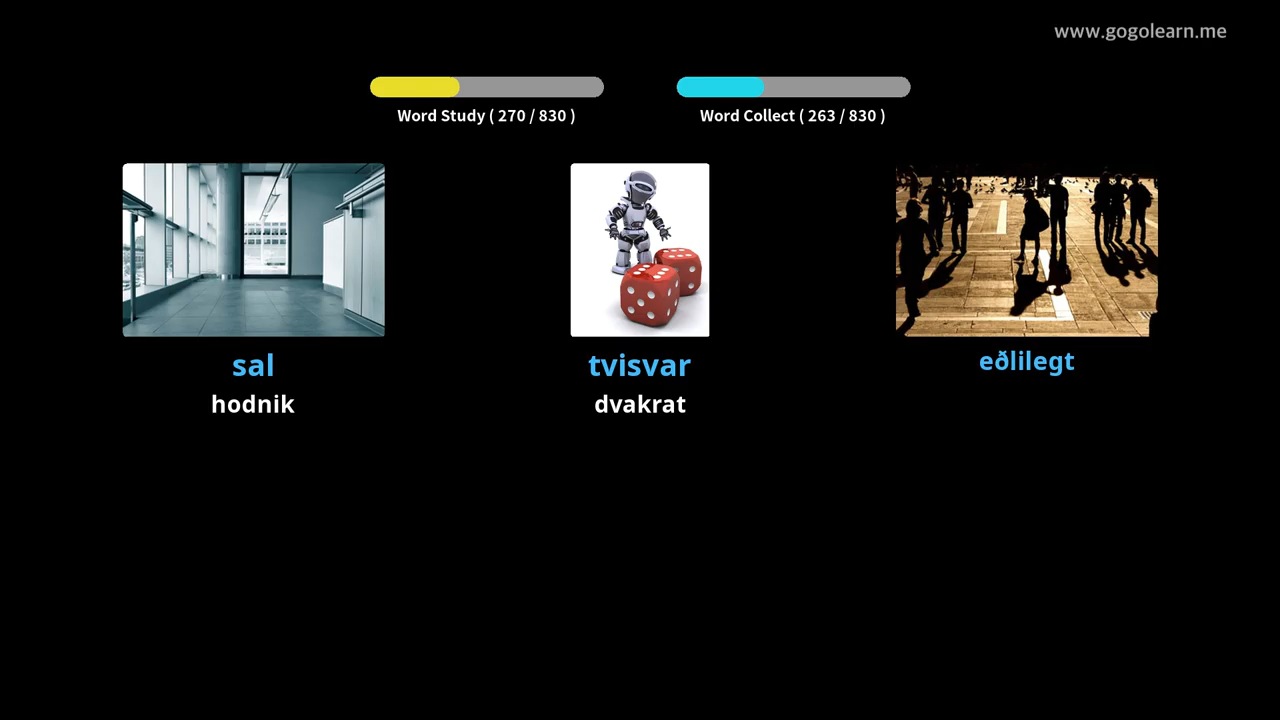 www.gogolearn.me
Word Study ( 270 / 830 )
Word Collect ( 263 / 830 )
sal
tvisvar
eðlilegt
hodnik
dvakrat